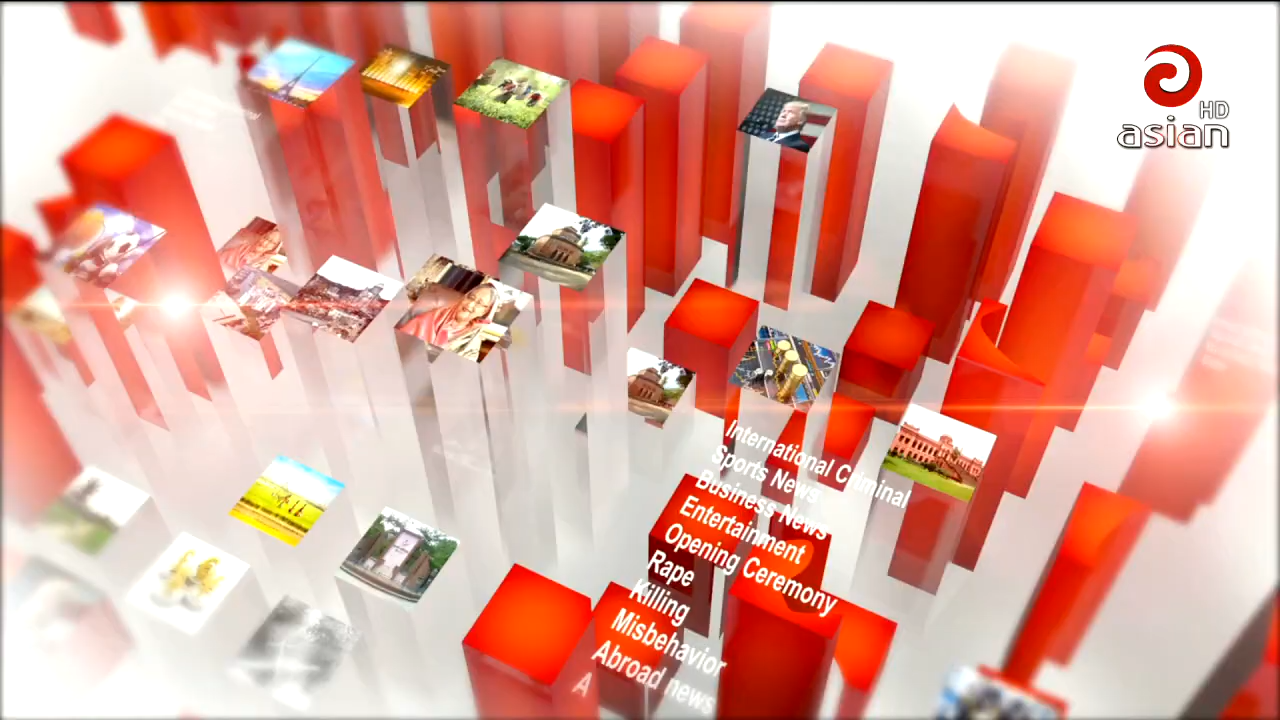 HD
asian
International Criminal
Sports News
Business News
Entertainment
Opening Ceremony
Rape
Killing
Misbehavior
Abroad news
A